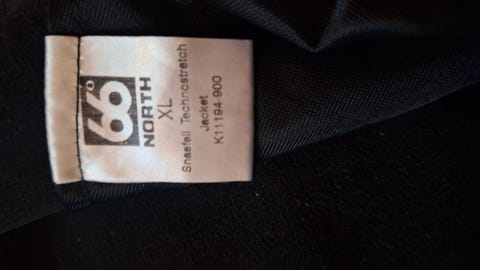 66°
NORTH
XL
Snaefell Technostretch
Jacket
K11194-900